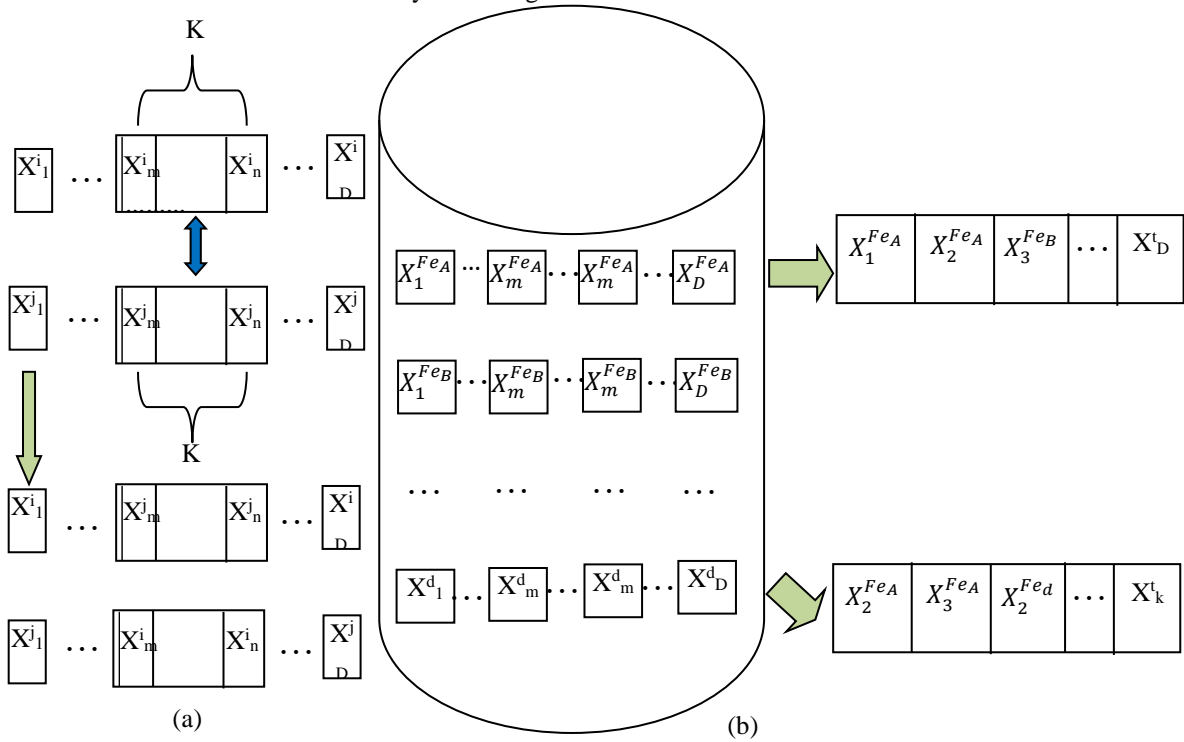 K
X^i_1 ... X^i_m X^i_n ... X^i_D
.........
X^j_1 ... X^j_m X^j_n ... X^j_D
K
X^i_1 ... X^j_m X^j_n ... X^i_D
X^j_1 ... X^i_m X^i_n ... X^j_D
(a)
X_1^{Fe_A} ... X_m^{Fe_A} ... X_m^{Fe_A} ... X_D^{Fe_A}
X_1^{Fe_B} ... X_m^{Fe_B} ... X_m^{Fe_B} ... X_D^{Fe_B}
... ... ... ...
X^d_1 ... X^d_m ... X^d_m ... X^d_D
X_1^{Fe_A} X_2^{Fe_A} X_3^{Fe_B} ... X^t_D
X_2^{Fe_A} X_3^{Fe_A} X_2^{Fe_d} ... X^t_k
(b)